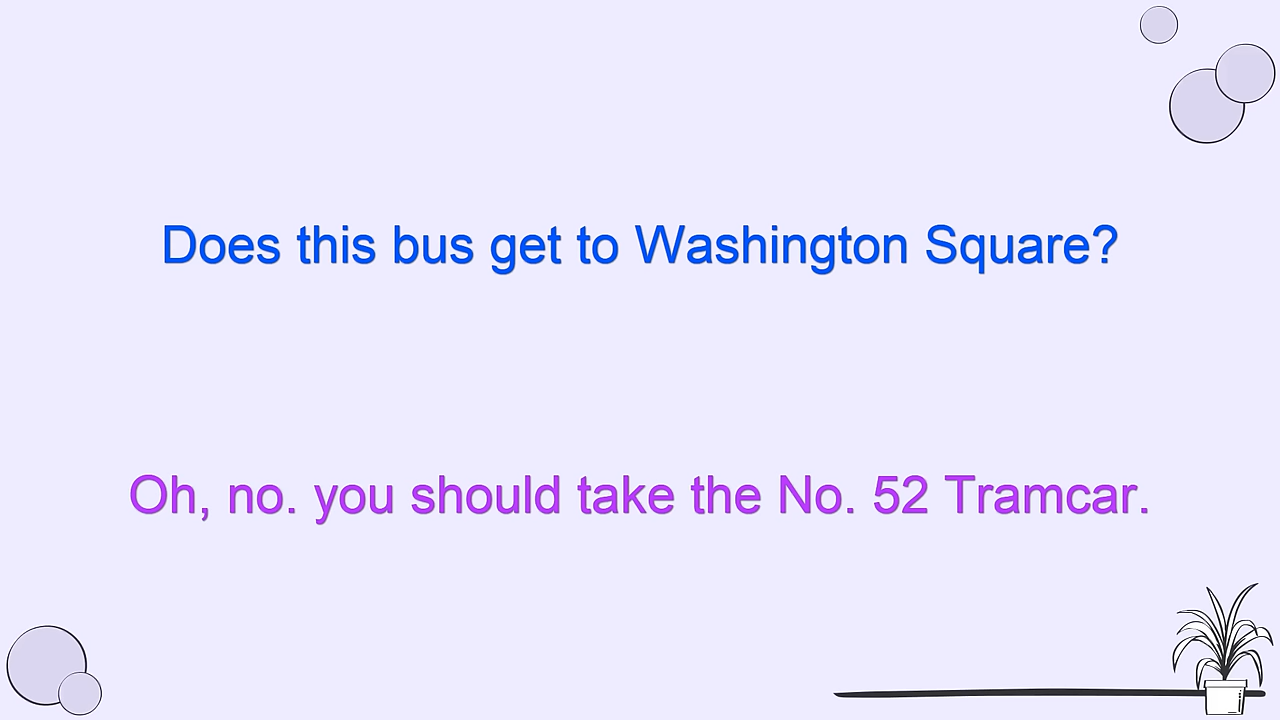 Does this bus get to Washington Square?
Oh, no. you should take the No. 52 Tramcar.